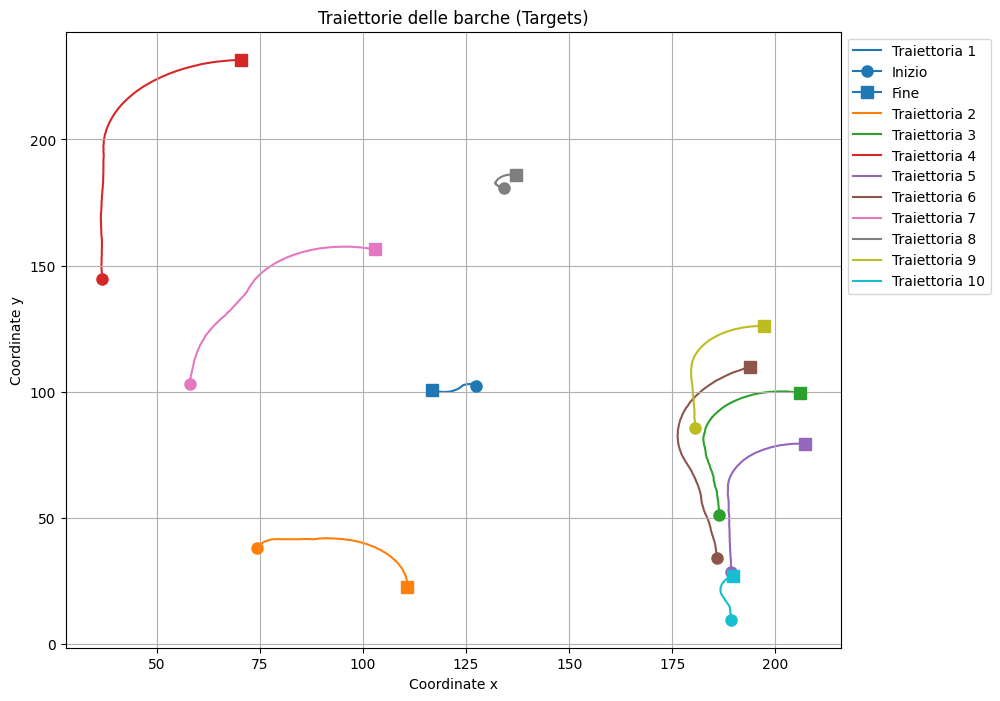 Traiettorie delle barche (Targets)
Coordinate y
200
150
100
50
0
50
75
100
125
150
175
200
Coordinate x
Traiettoria 1
Inizio
Fine
Traiettoria 2
Traiettoria 3
Traiettoria 4
Traiettoria 5
Traiettoria 6
Traiettoria 7
Traiettoria 8
Traiettoria 9
Traiettoria 10